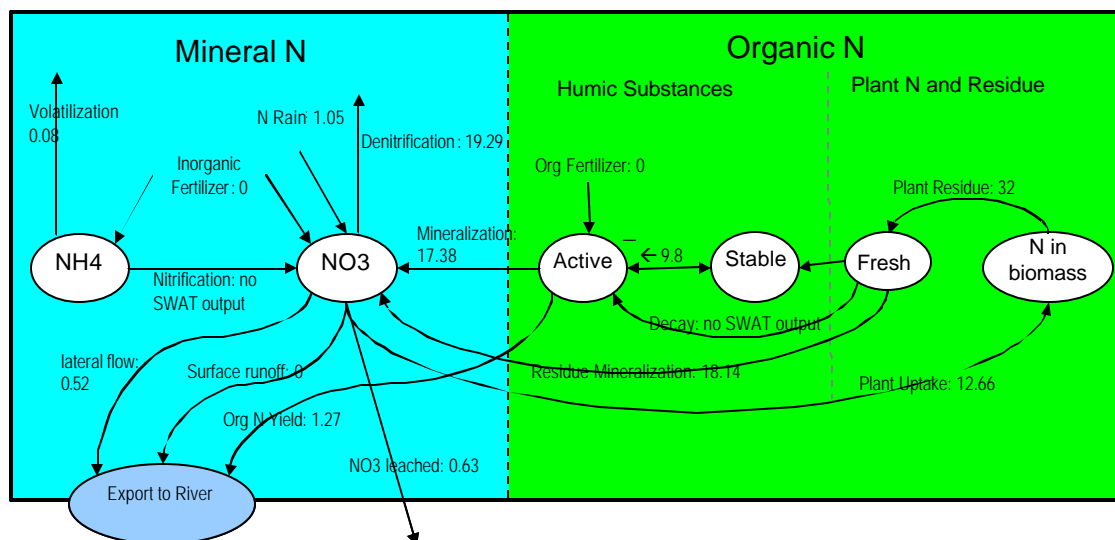 Mineral N
Organic N
Humic Substances
Plant N and Residue
Volatilization
0.08
N Rain: 1.05
Denitrification : 19.29
Inorganic
Fertilizer : 0
Org Fertilizer: 0
Plant Residue: 32
Mineralization:
17.38
← 9.8
NH4
NO3
Active
Stable
Fresh
N in
biomass
Nitrification: no
SWAT output
Decay: no SWAT output
lateral flow:
0.52
Surface runoff: 0
Residue Mineralization: 18.14
Plant Uptake: 12.66
Org N Yield: 1.27
NO3 leached: 0.63
Export to River